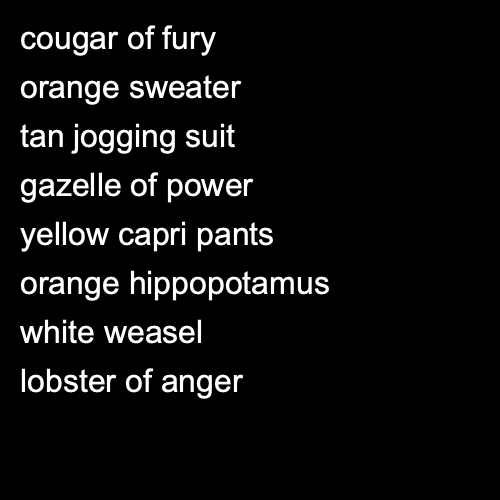 cougar of fury
orange sweater
tan jogging suit
gazelle of power
yellow capri pants
orange hippopotamus
white weasel
lobster of anger